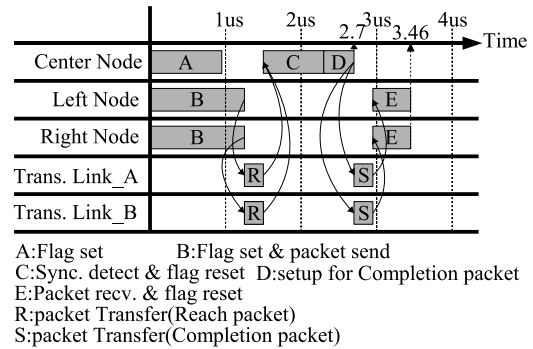 1us 2us 3us 4us
2.7 3.46
Time
Center Node A C D
Left Node B E
Right Node B E
Trans. Link_A R S
Trans. Link_B R S
A:Flag set B:Flag set & packet send
C:Sync. detect & flag reset D:setup for Completion packet
E:Packet recv. & flag reset
R:packet Transfer(Reach packet)
S:packet Transfer(Completion packet)